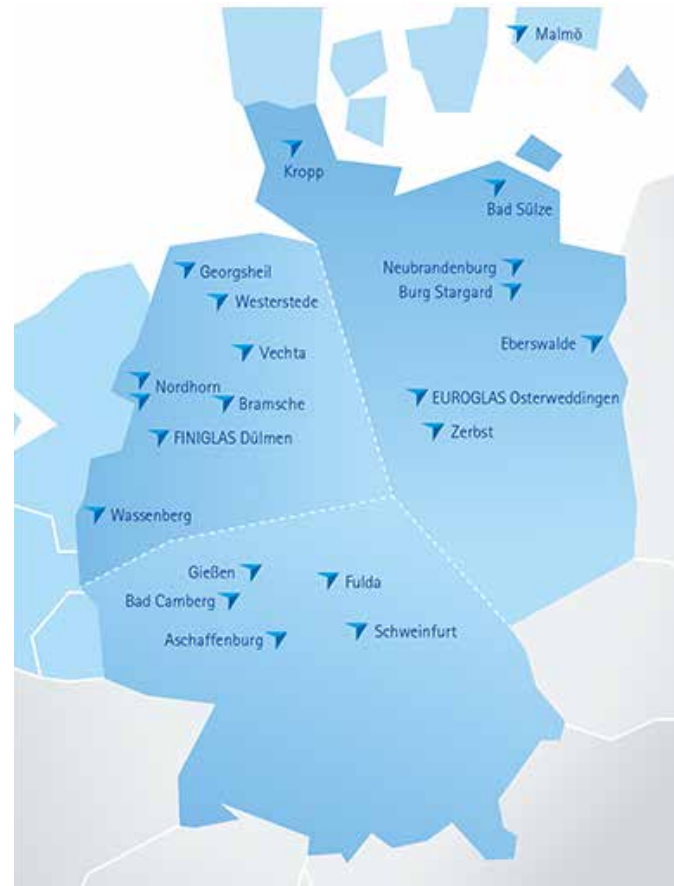 Malmö
Kropp
Bad Sülze
Georgsheil
Neubrandenburg
Burg Stargard
Westerstede
Eberswalde
Vechta
Nordhorn
Bramsche
EUROGLAS Osterweddingen
FINIGLAS Dülmen
Zerbst
Wassenberg
Gießen
Fulda
Bad Camberg
Aschaffenburg
Schweinfurt